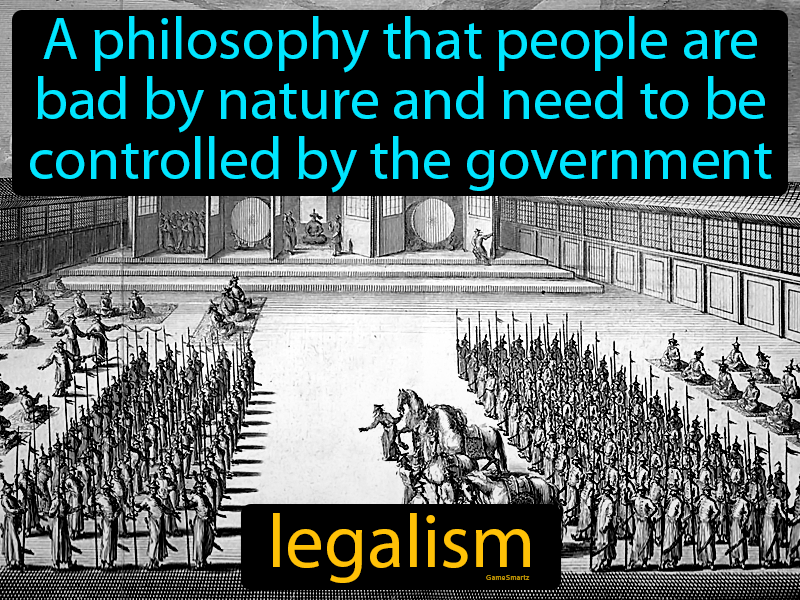 A philosophy that people are
bad by nature and need to be
controlled by the government
legalism
GameSmartz